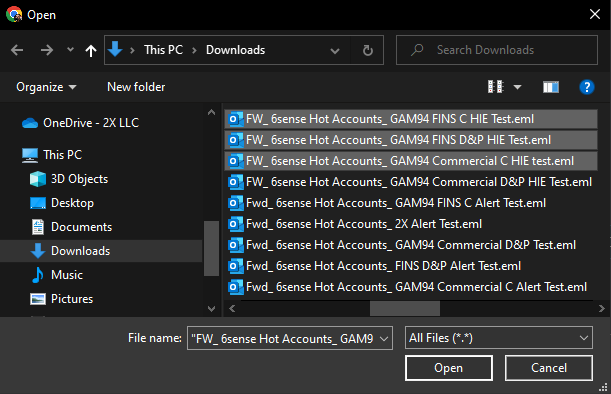 Open
This PC > Downloads
Search Downloads
Organize
New folder
OneDrive - 2X LLC
This PC
3D Objects
Desktop
Documents
Downloads
Music
Pictures
FW_ 6sense Hot Accounts_ GAM94 FINS C HIE Test.eml
FW_ 6sense Hot Accounts_ GAM94 FINS D&P HIE Test.eml
FW_ 6sense Hot Accounts_ GAM94 Commercial C HIE test.eml
FW_ 6sense Hot Accounts_ GAM94 Commercial D&P HIE Test.eml
Fwd_ 6sense Hot Accounts_ GAM94 FINS C Alert Test.eml
Fwd_ 6sense Hot Accounts_ 2X Alert Test.eml
Fwd_ 6sense Hot Accounts_ GAM94 Commercial D&P Test.eml
Fwd_ 6sense Hot Accounts_ FINS D&P Alert Test.eml
Fwd_ 6sense Hot Accounts_ GAM94 Commercial C Alert Test.eml
File name:
"FW_ 6sense Hot Accounts_ GAM9
All Files (*.*)
Open
Cancel